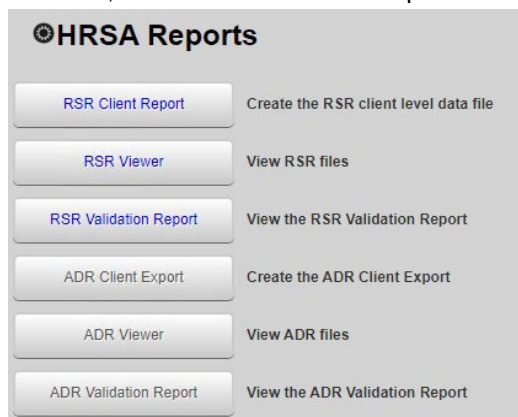 HRSA Reports
RSR Client Report Create the RSR client level data file
RSR Viewer View RSR files
RSR Validation Report View the RSR Validation Report
ADR Client Export Create the ADR Client Export
ADR Viewer View ADR files
ADR Validation Report View the ADR Validation Report